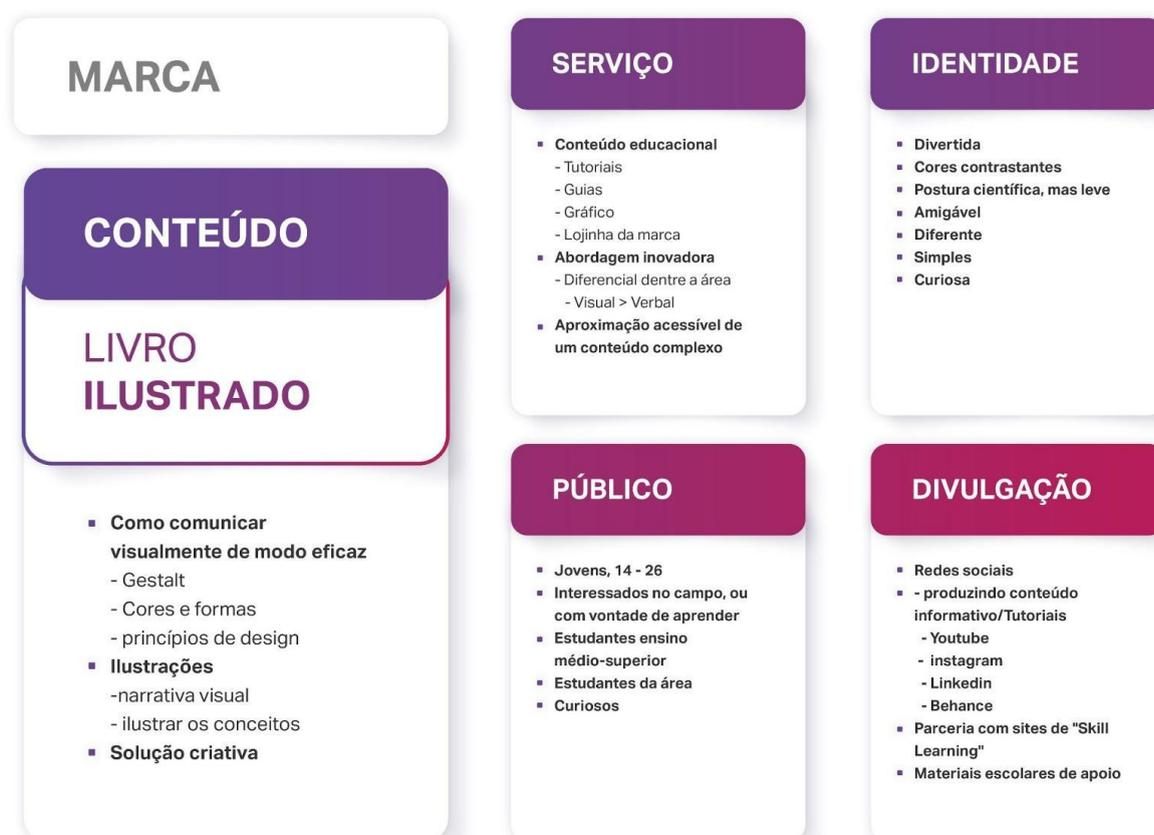 MARCA
CONTEÚDO
LIVRO
ILUSTRADO
Como comunicar
visualmente de modo eficaz
- Gestalt
- Cores e formas
- princípios de design
Ilustrações
-narrativa visual
- ilustrar os conceitos
Solução criativa
SERVIÇO
Conteúdo educacional
- Tutoriais
- Guias
- Gráfico
- Lojinha da marca
Abordagem inovadora
- Diferencial dentre a área
- Visual > Verbal
Aproximação acessível de
um conteúdo complexo
IDENTIDADE
Divertida
Cores contrastantes
Postura científica, mas leve
Amigável
Diferente
Simples
Curiosa
PÚBLICO
Jovens, 14 - 26
Interessados no campo, ou
com vontade de aprender
Estudantes ensino
médio-superior
Estudantes da área
Curiosos
DIVULGAÇÃO
Redes sociais
- produzindo conteúdo
informativo/Tutoriais
- Youtube
- instagram
- Linkedin
- Behance
Parceria com sites de "Skill
Learning"
Materiais escolares de apoio